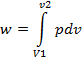 w = ∫_{V1}^{v2} pdv